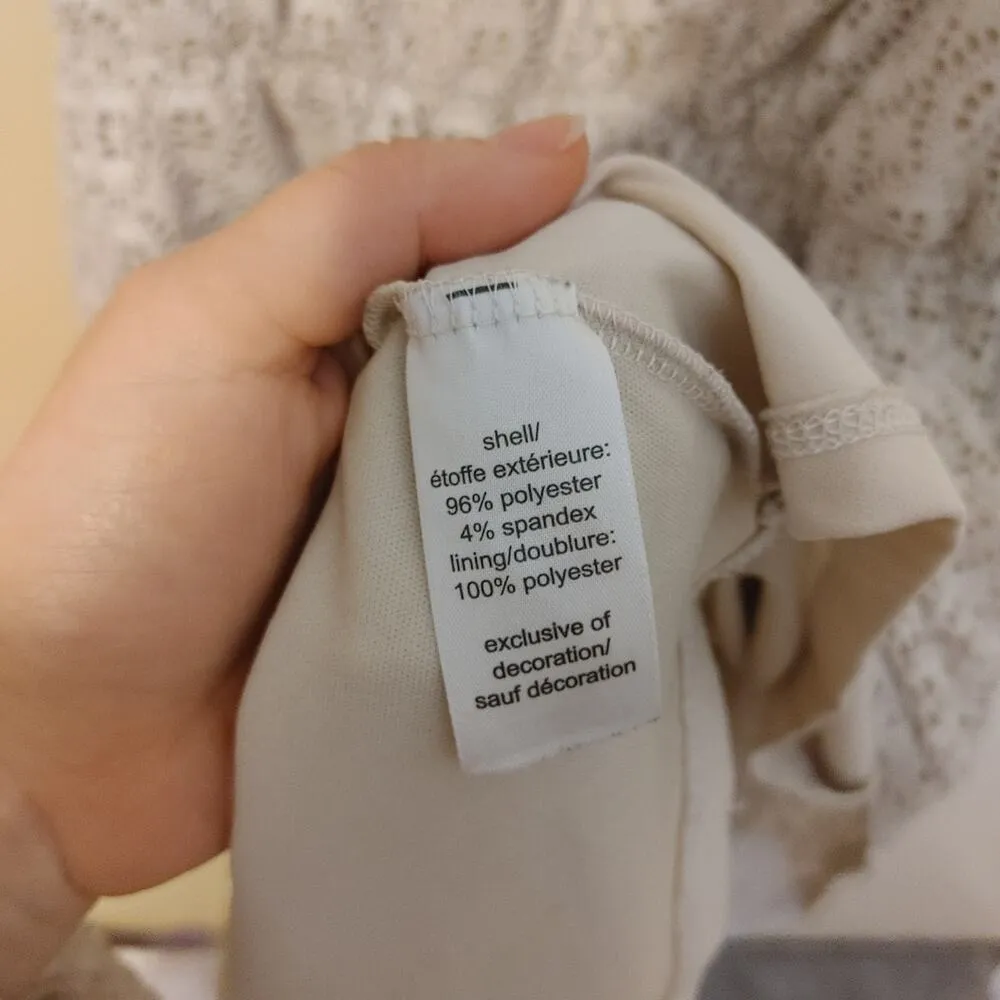 shell/
étoffe extérieure:
96% polyester
4% spandex
lining/doublure:
100% polyester
exclusive of
decoration/
sauf décoration